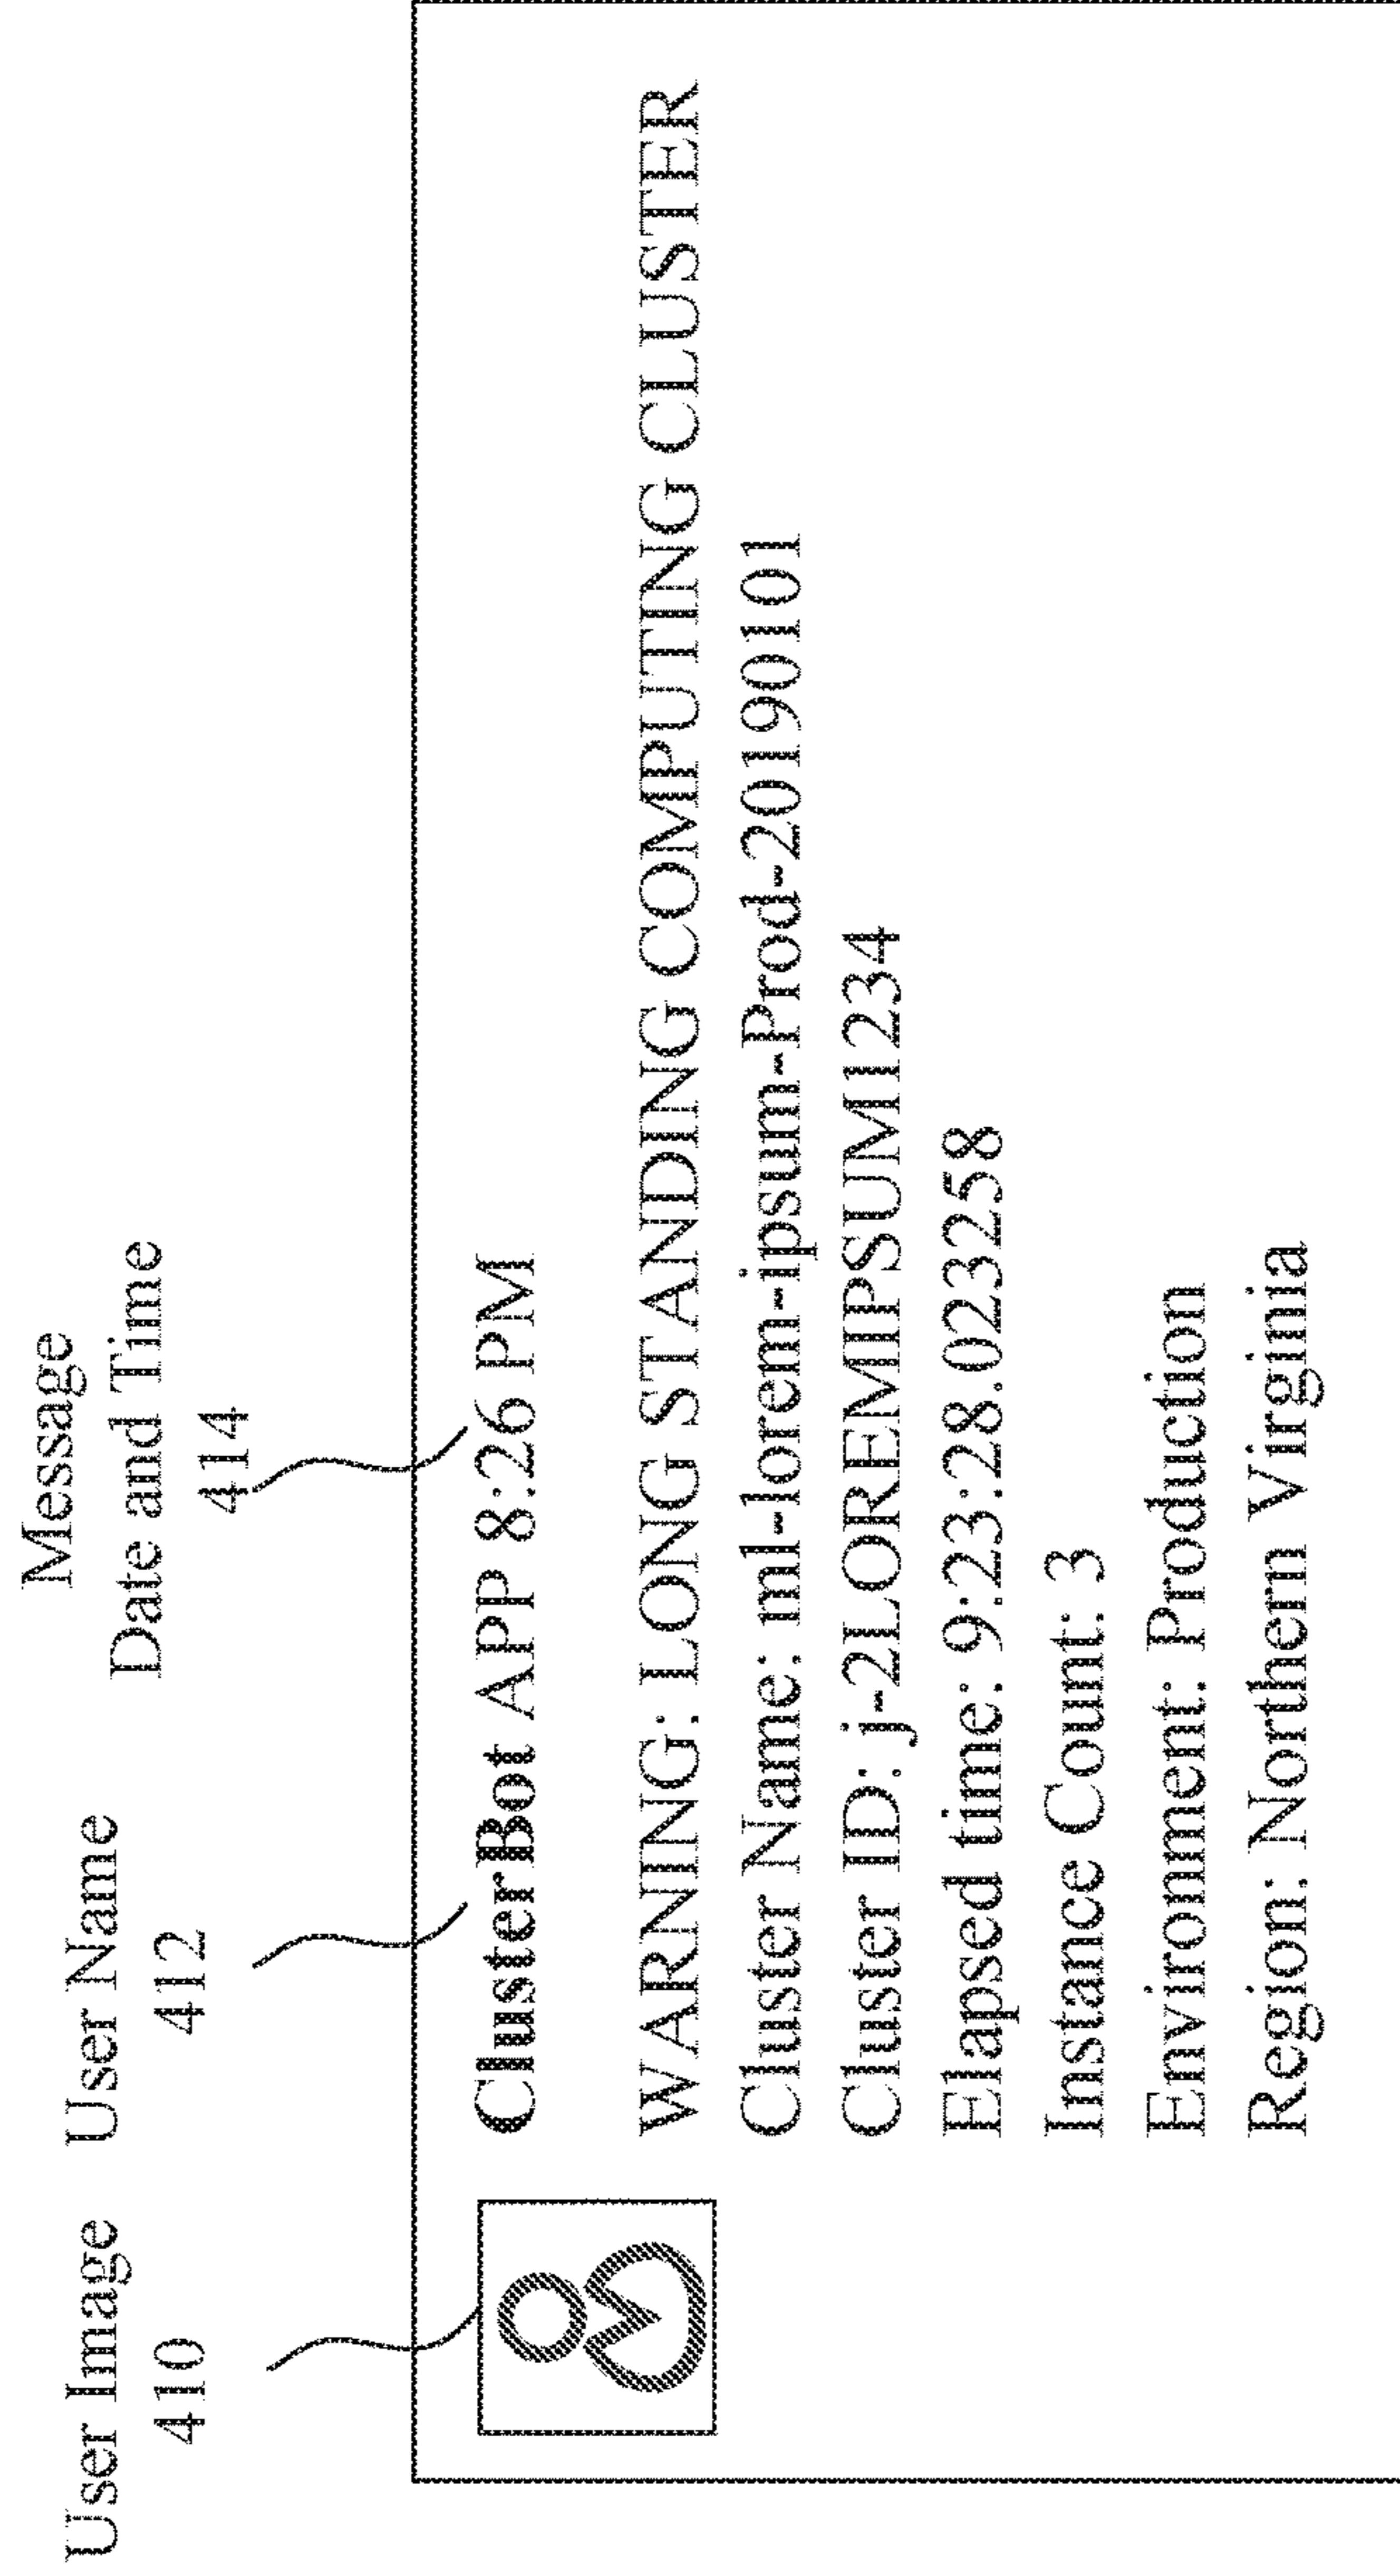 User Image
410
User Name
412
Message
Date and Time
414
ClusterBot APP 8:26 PM
WARNING: LONG STANDING COMPUTING CLUSTER
Cluster Name: ml-lorem-ipsum-Prod-20190101
Cluster ID: j-2LOREMIPSUM1234
Elapsed time: 9:23:28.023258
Instance Count: 3
Environment: Production
Region: Northern Virginia